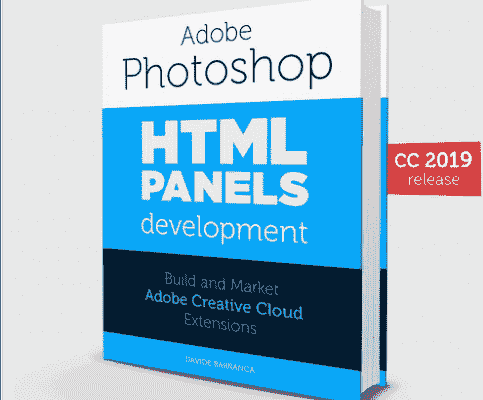 Adobe
Photoshop
HTML
PANELS
development
CC 2019
release
Build and Market
Adobe Creative Cloud
Extensions
DAVIDE BARRANCA